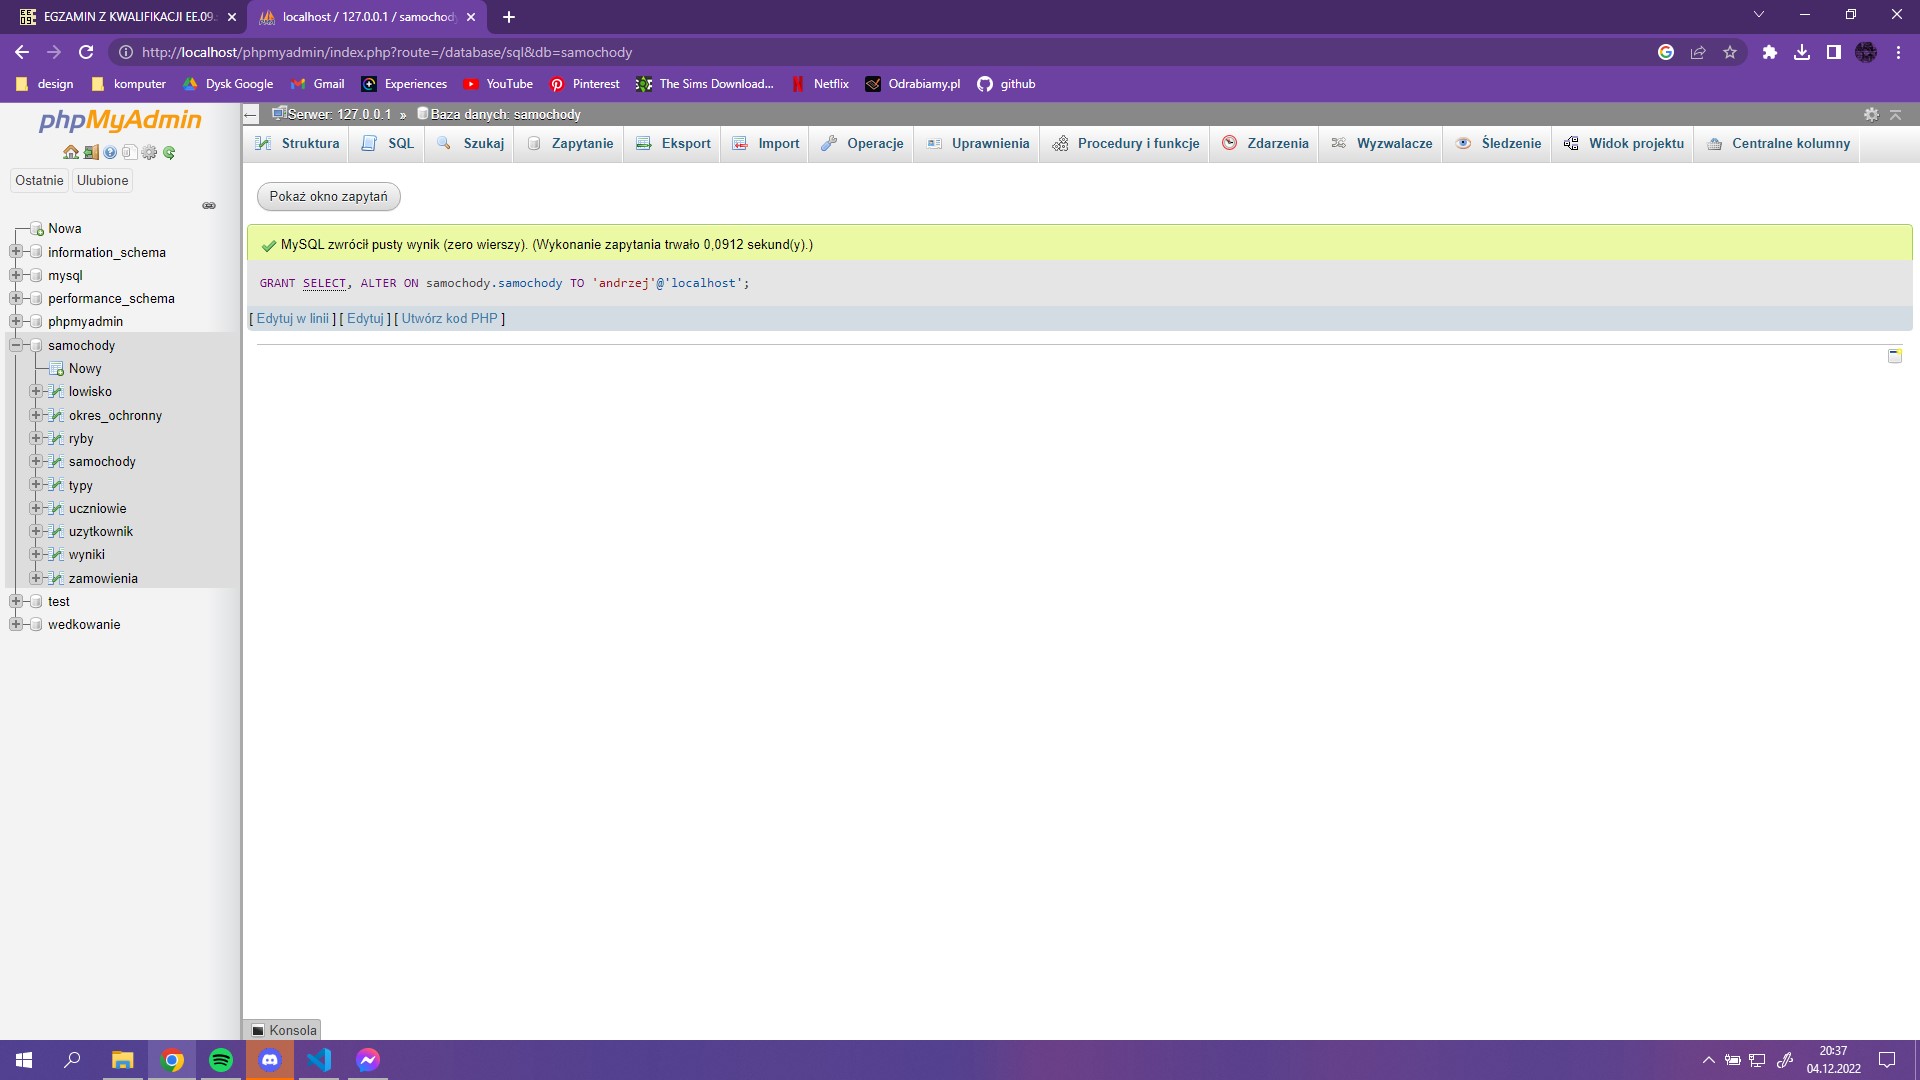 EGZAMIN Z KWALIFIKACJI EE.09.
localhost / 127.0.0.1 / samochody
http://localhost/phpmyadmin/index.php?route=/database/sql&db=samochody
design komputer Dysk Google Gmail Experiences YouTube Pinterest The Sims Download... Netflix Odrabiamy.pl github
phpMyAdmin
Ostatnie Ulubione
Nowa
information_schema
mysql
performance_schema
phpmyadmin
samochody
Nowy
lowisko
okres_ochronny
ryby
samochody
typy
uczniowie
uzytkownik
wyniki
zamowienia
test
wedkowanie
Serwer: 127.0.0.1 » Baza danych: samochody
Struktura SQL Szukaj Zapytanie Eksport Import Operacje Uprawnienia Procedury i funkcje Zdarzenia Wyzwalacze Śledzenie Widok projektu Centralne kolumny
Pokaż okno zapytań
MySQL zwrócił pusty wynik (zero wierszy). (Wykonanie zapytania trwało 0,0912 sekund(y).)
GRANT SELECT, ALTER ON samochody.samochody TO 'andrzej'@'localhost';
[ Edytuj w linii ] [ Edytuj ] [ Utwórz kod PHP ]
Konsola
20:37
04.12.2022